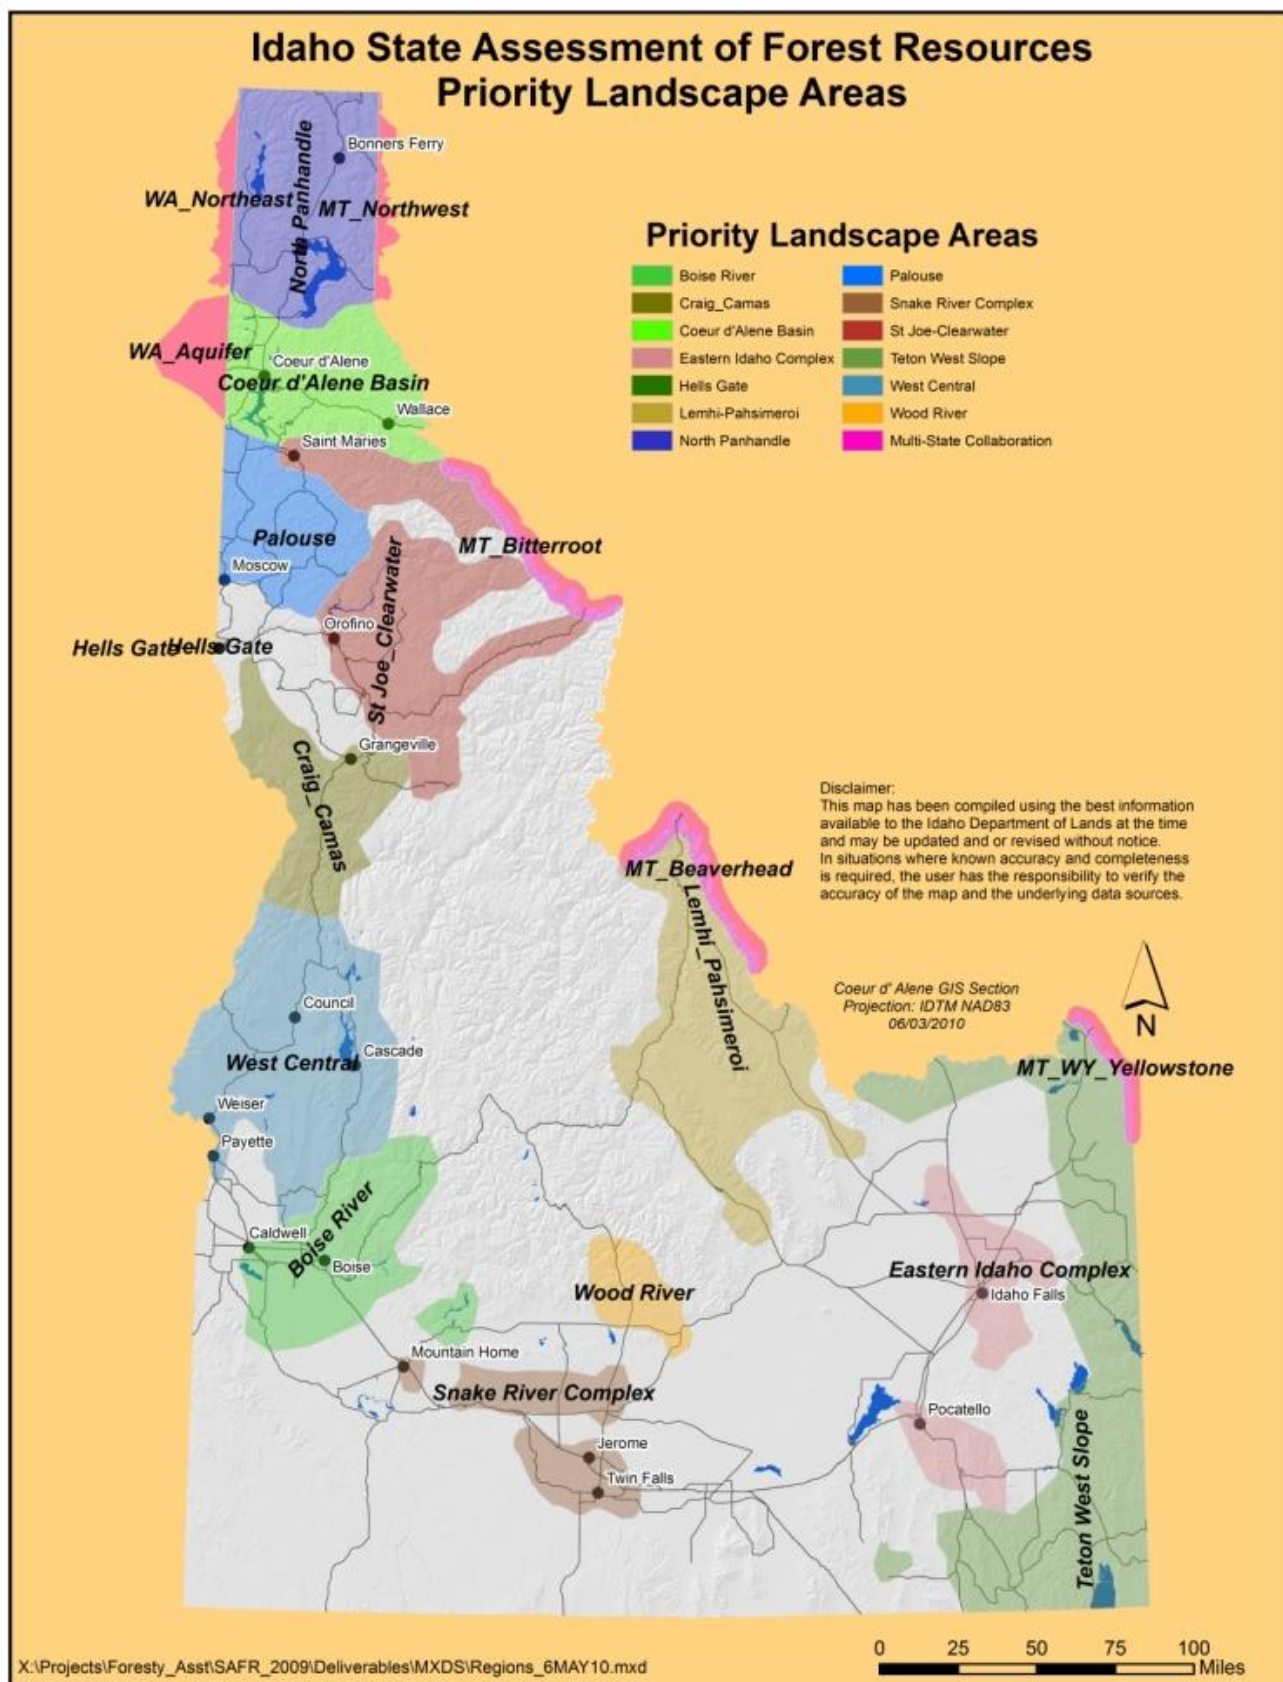 Idaho State Assessment of Forest Resources
Priority Landscape Areas
Bonners Ferry
WA_Northeast
North Panhandle
MT_Northwest
Priority Landscape Areas
Boise River
Craig_Camas
Coeur d'Alene Basin
Eastern Idaho Complex
Hells Gate
Lemhi-Pahsimeroi
North Panhandle
Palouse
Snake River Complex
St Joe-Clearwater
Teton West Slope
West Central
Wood River
Multi-State Collaboration
WA_Aquifer
Coeur d'Alene
Coeur d'Alene Basin
Wallace
Saint Maries
Palouse
MT_Bitterroot
Moscow
Orofino
St Joe_Clearwater
Hells Gate
Hells Gate
Grangeville
Craig_Camas
Disclaimer:
This map has been compiled using the best information
available to the Idaho Department of Lands at the time
and may be updated and or revised without notice.
In situations where known accuracy and completeness
is required, the user has the responsibility to verify the
accuracy of the map and the underlying data sources.
MT_Beaverhead
Lemhi_Pahsimeroi
Coeur d' Alene GIS Section
Projection: IDTM NAD83
06/03/2010
N
Council
Cascade
West Central
MT_WY_Yellowstone
Weiser
Payette
Boise River
Caldwell
Boise
Wood River
Eastern Idaho Complex
Idaho Falls
Mountain Home
Snake River Complex
Pocatello
Jerome
Twin Falls
Teton West Slope
0 25 50 75 100
Miles
X:\Projects\Foresty_Asst\SAFR_2009\Deliverables\MXDS\Regions_6MAY10.mxd